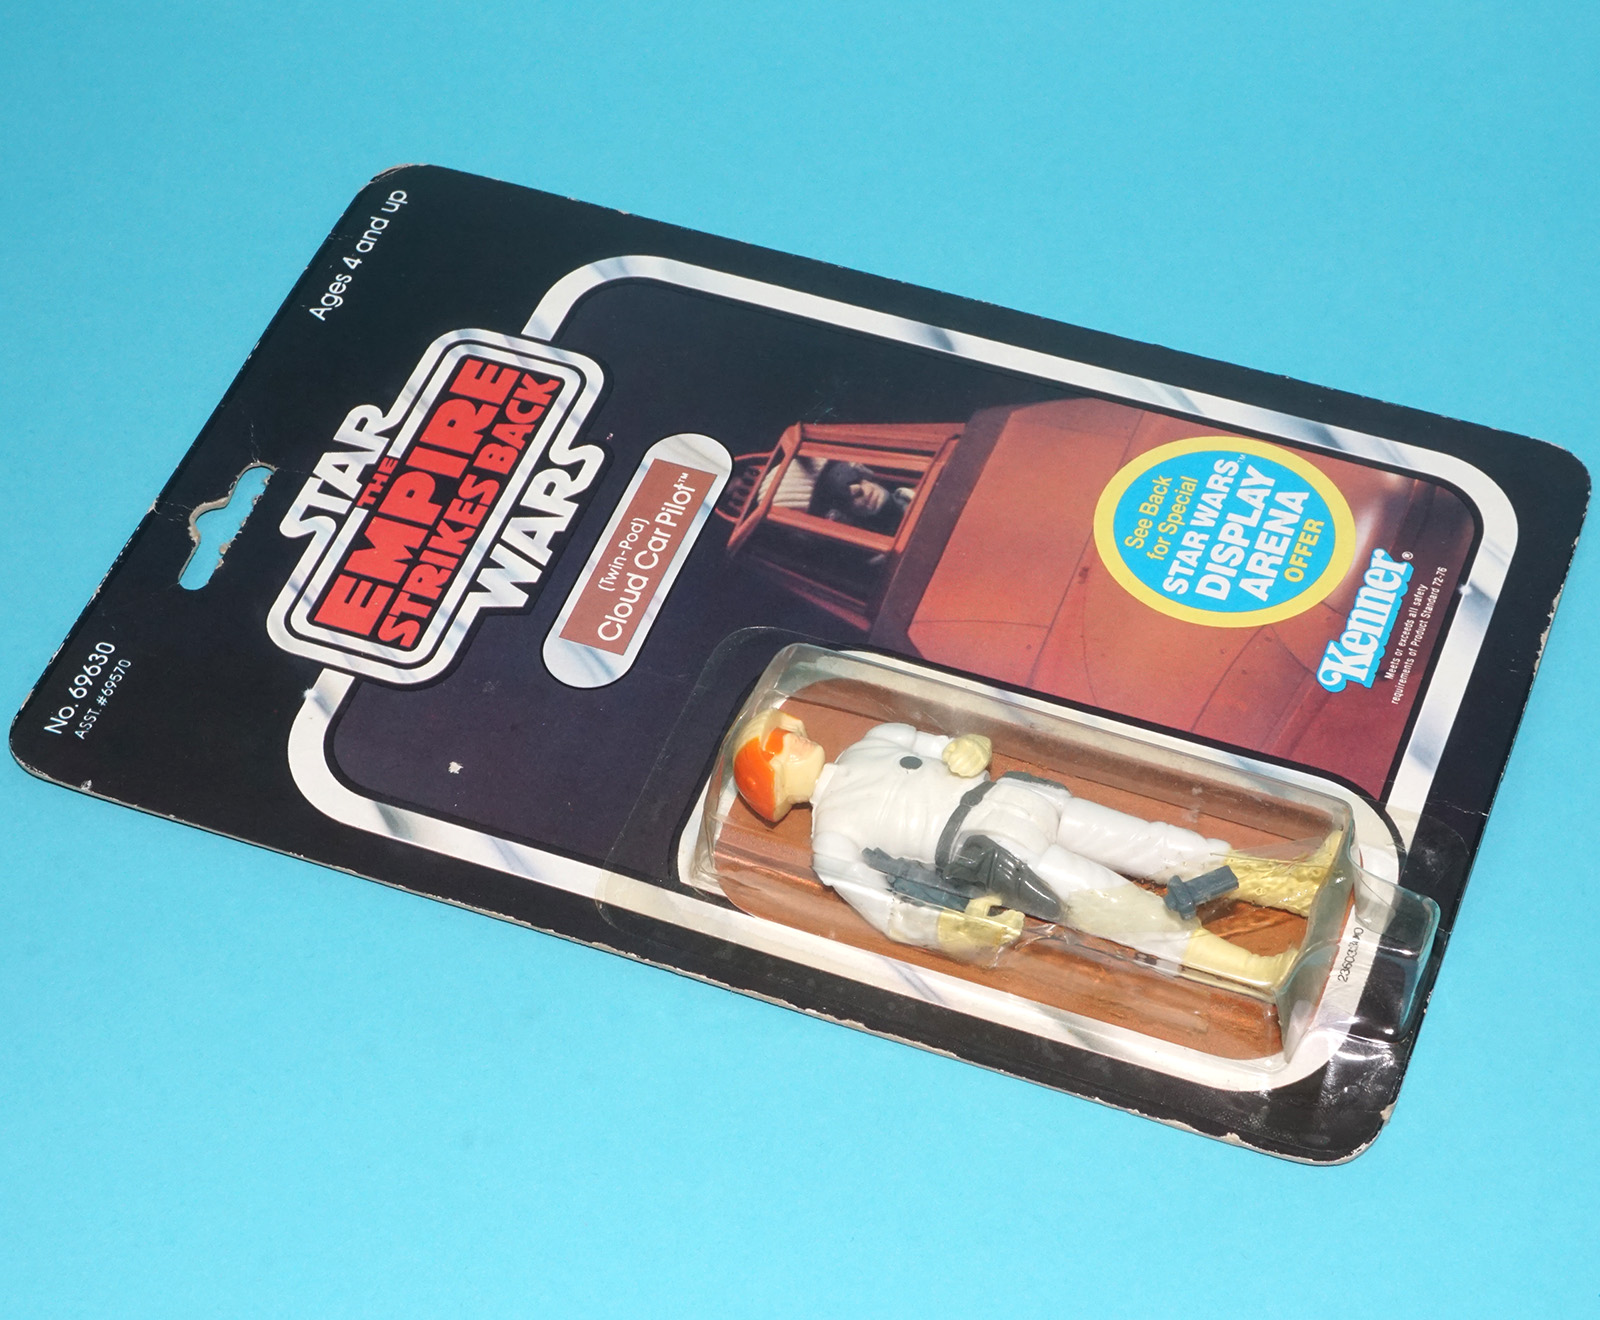 Ages 4 and up
No. 69630
ASST. #69570
STAR
THE
EMPIRE
STRIKES BACK
WARS
(Twin-Pod)
Cloud Car Pilot™
See Back
for Special
STAR WARS™
DISPLAY
ARENA
OFFER
Kenner®
Meets or exceeds all safety
requirements of Product Standard 72-76